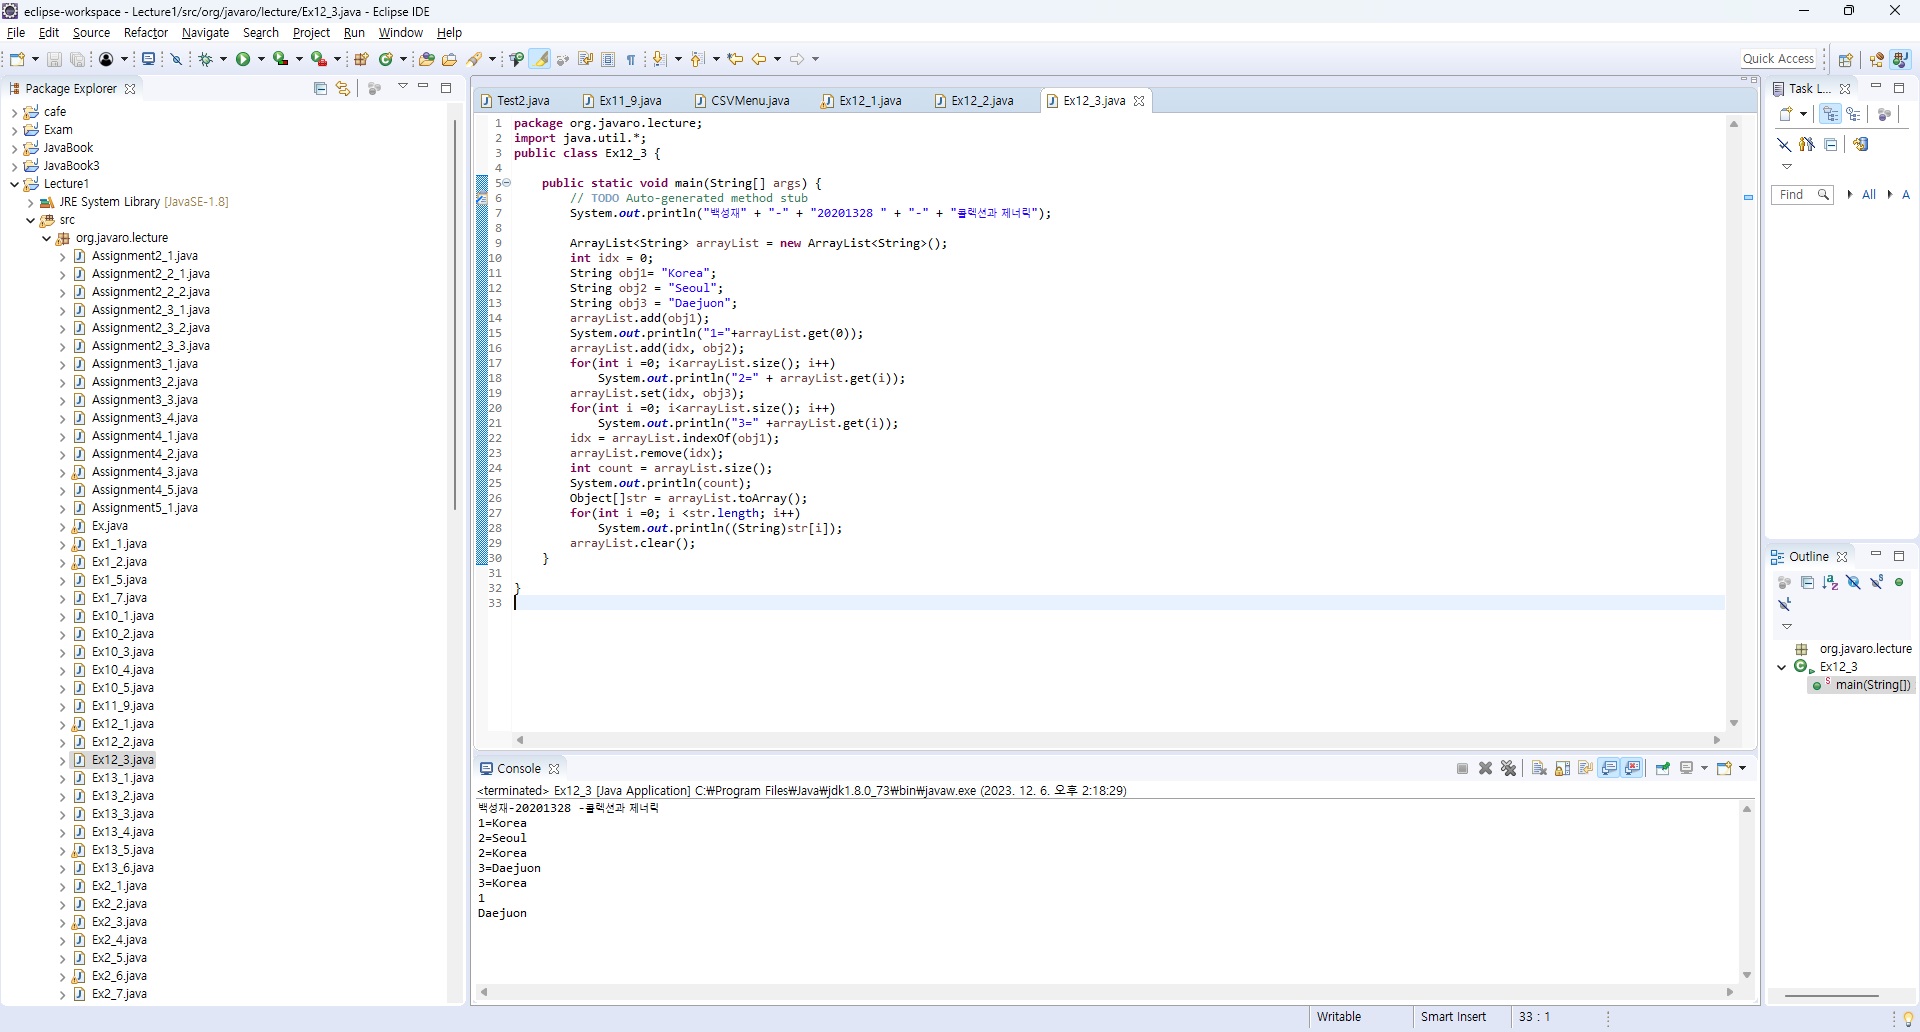 eclipse-workspace - Lecture1/src/org/javaro/lecture/Ex12_3.java - Eclipse IDE
File Edit Source Refactor Navigate Search Project Run Window Help
Quick Access
Package Explorer
cafe
Exam
JavaBook
JavaBook3
Lecture1
JRE System Library [JavaSE-1.8]
src
org.javaro.lecture
Assignment2_1.java
Assignment2_2_1.java
Assignment2_2_2.java
Assignment2_3_1.java
Assignment2_3_2.java
Assignment2_3_3.java
Assignment3_1.java
Assignment3_2.java
Assignment3_3.java
Assignment3_4.java
Assignment4_1.java
Assignment4_2.java
Assignment4_3.java
Assignment4_5.java
Assignment5_1.java
Ex.java
Ex1_1.java
Ex1_2.java
Ex1_5.java
Ex1_7.java
Ex10_1.java
Ex10_2.java
Ex10_3.java
Ex10_4.java
Ex10_5.java
Ex11_9.java
Ex12_1.java
Ex12_2.java
Ex12_3.java
Ex13_1.java
Ex13_2.java
Ex13_3.java
Ex13_4.java
Ex13_5.java
Ex13_6.java
Ex2_1.java
Ex2_2.java
Ex2_3.java
Ex2_4.java
Ex2_5.java
Ex2_6.java
Ex2_7.java
Test2.java Ex11_9.java CSVMenu.java Ex12_1.java Ex12_2.java Ex12_3.java
1 package org.javaro.lecture;
2 import java.util.*;
3 public class Ex12_3 {
4
5 public static void main(String[] args) {
6 // TODO Auto-generated method stub
7 System.out.println("백성재" + "-" + "20201328 " + "-" + "콜렉션과 제너릭");
8
9 ArrayList<String> arrayList = new ArrayList<String>();
10 int idx = 0;
11 String obj1= "Korea";
12 String obj2 = "Seoul";
13 String obj3 = "Daejuon";
14 arrayList.add(obj1);
15 System.out.println("1="+arrayList.get(0));
16 arrayList.add(idx, obj2);
17 for(int i =0; i<arrayList.size(); i++)
18 System.out.println("2=" + arrayList.get(i));
19 arrayList.set(idx, obj3);
20 for(int i =0; i<arrayList.size(); i++)
21 System.out.println("3=" +arrayList.get(i));
22 idx = arrayList.indexOf(obj1);
23 arrayList.remove(idx);
24 int count = arrayList.size();
25 System.out.println(count);
26 Object[]str = arrayList.toArray();
27 for(int i =0; i <str.length; i++)
28 System.out.println((String)str[i]);
29 arrayList.clear();
30 }
31
32 }
33
Console
<terminated> Ex12_3 [Java Application] C:₩Program Files₩Java₩jdk1.8.0_73₩bin₩javaw.exe (2023. 12. 6. 오후 2:18:29)
백성재-20201328 -콜렉션과 제너릭
1=Korea
2=Seoul
2=Korea
3=Daejuon
3=Korea
1
Daejuon
Task L...
Find All A
Outline
org.javaro.lecture
Ex12_3
main(String[])
Writable Smart Insert 33 : 1